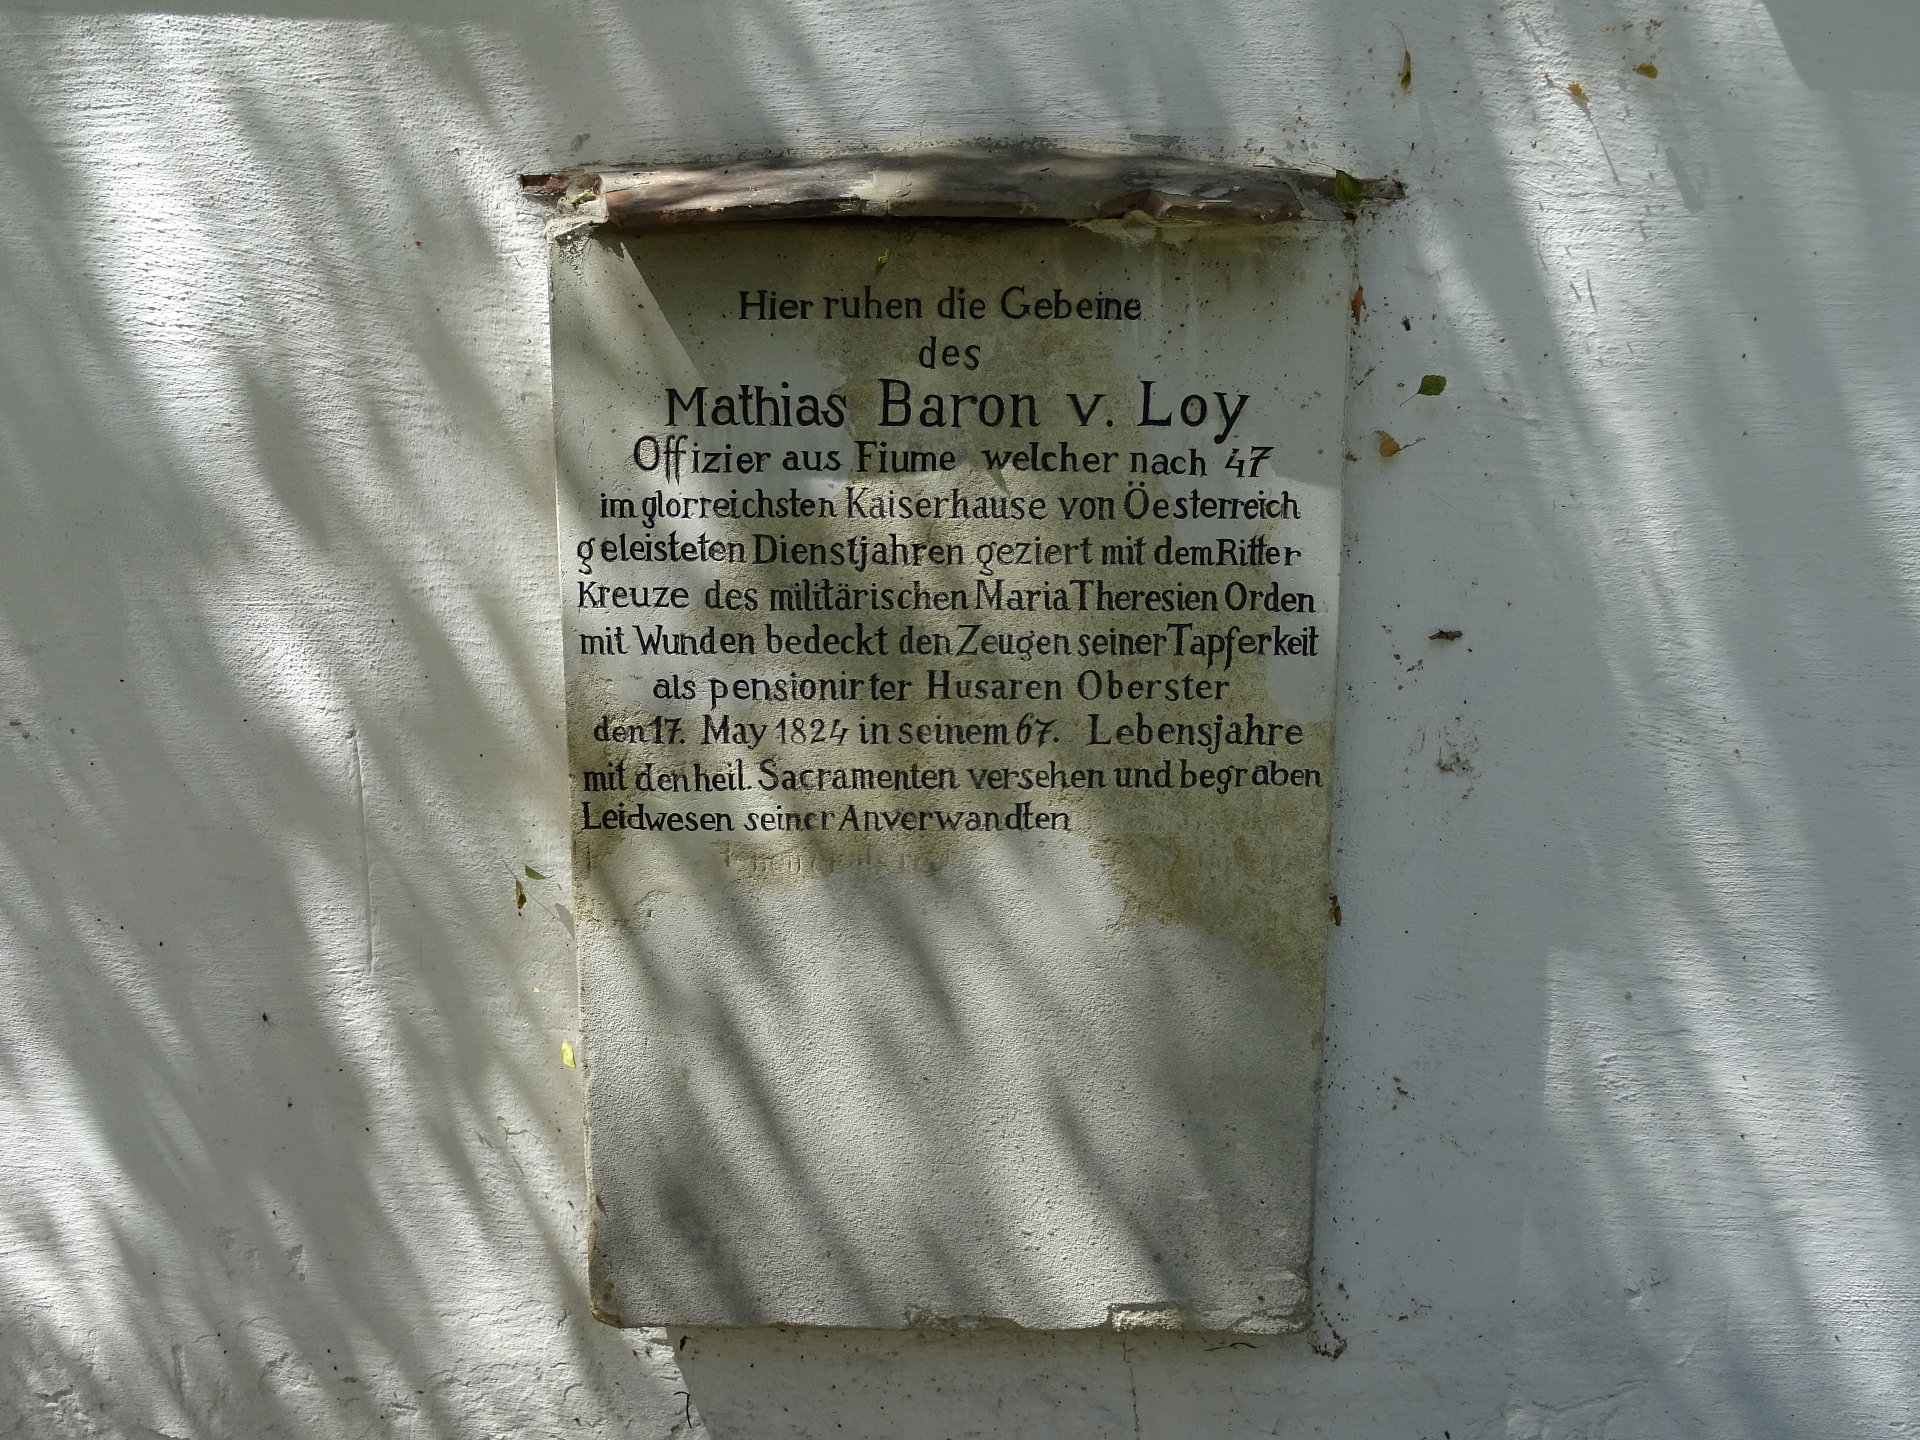 Hier ruhen die Gebeine
des
Mathias Baron v. Loy
Offizier aus Fiume welcher nach 47
im glorreichsten Kaiserhause von Öesterreich
geleisteten Dienstjahren geziert mit dem Ritter
Kreuze des militärischen Maria Theresien Orden
mit Wunden bedeckt den Zeugen seiner Tapferkeit
als pensionirter Husaren Oberster
den 17. May 1824 in seinem 67. Lebensjahre
mit den heil. Sacramenten versehen und begraben
Leidwesen seiner Anverwandten